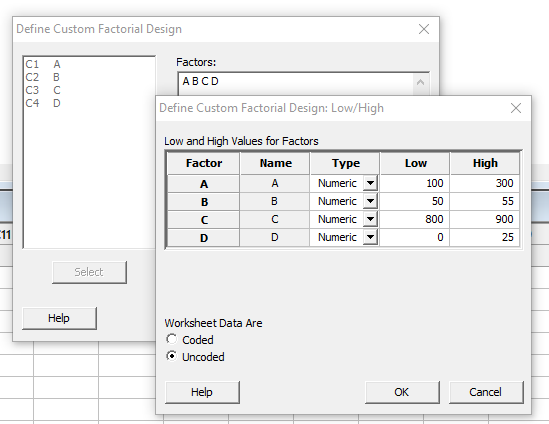 Define Custom Factorial Design
C1 A
C2 B
C3 C
C4 D
Factors:
A B C D
Define Custom Factorial Design: Low/High
Low and High Values for Factors
Factor Name Type Low High
A A Numeric 100 300
B B Numeric 50 55
C C Numeric 800 900
D D Numeric 0 25
C11
Select
Worksheet Data Are
Coded
Uncoded
Help
Help OK Cancel